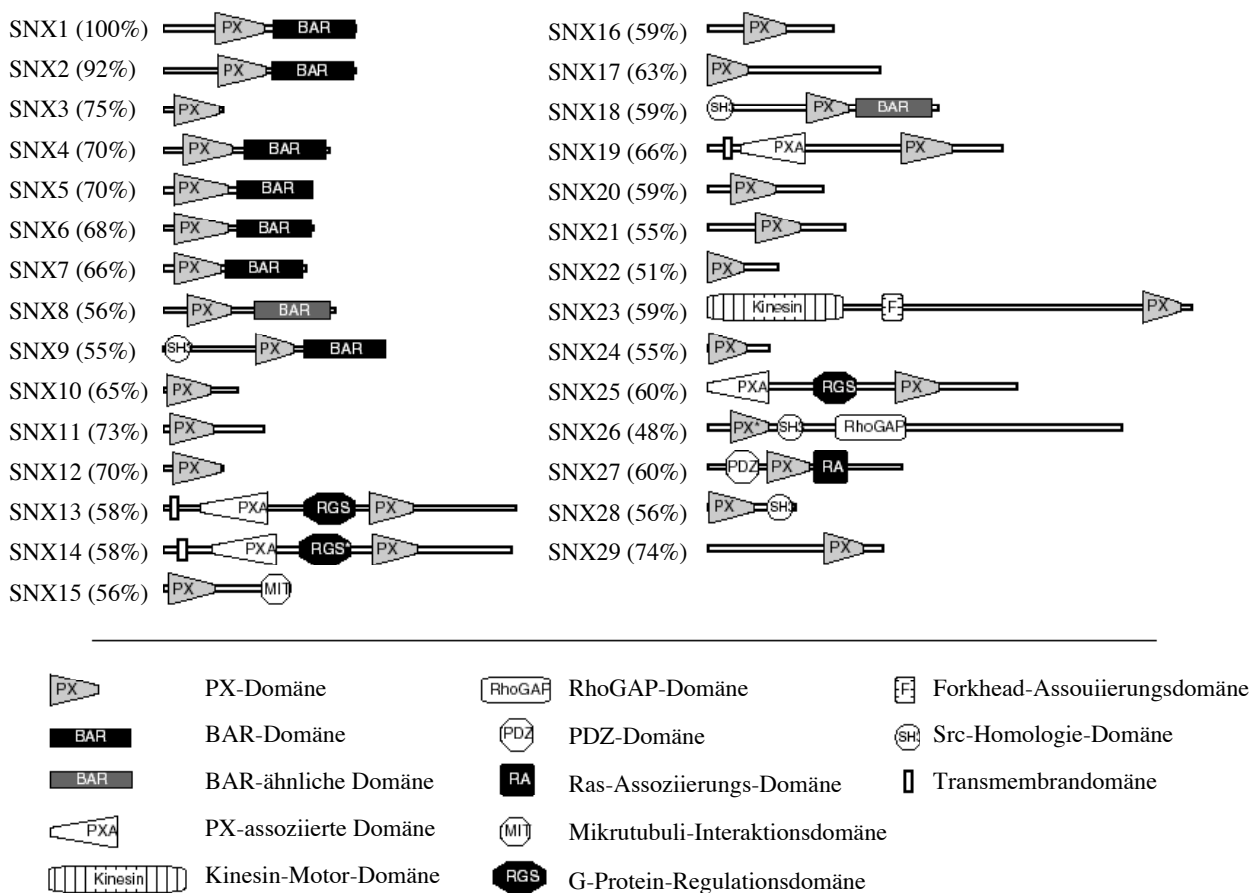 SNX1 (100%) PX BAR
SNX2 (92%) PX BAR
SNX3 (75%) PX
SNX4 (70%) PX BAR
SNX5 (70%) PX BAR
SNX6 (68%) PX BAR
SNX7 (66%) PX BAR
SNX8 (56%) PX BAR
SNX9 (55%) SH3 PX BAR
SNX10 (65%) PX
SNX11 (73%) PX
SNX12 (70%) PX
SNX13 (58%) PXA RGS PX
SNX14 (58%) PXA RGS* PX
SNX15 (56%) PX MIT
SNX16 (59%) PX
SNX17 (63%) PX
SNX18 (59%) SH3 PX BAR
SNX19 (66%) PXA PX
SNX20 (59%) PX
SNX21 (55%) PX
SNX22 (51%) PX
SNX23 (59%) Kinesin F PX
SNX24 (55%) PX
SNX25 (60%) PXA RGS PX
SNX26 (48%) PX* SH3 RhoGAP
SNX27 (60%) PDZ PX RA
SNX28 (56%) PX SH3
SNX29 (74%) PX
PX PX-Domäne
BAR BAR-Domäne
BAR BAR-ähnliche Domäne
PXA PX-assoziierte Domäne
Kinesin Kinesin-Motor-Domäne
RhoGAP RhoGAP-Domäne
PDZ PDZ-Domäne
RA Ras-Assoziierungs-Domäne
MIT Mikrutubuli-Interaktionsdomäne
RGS G-Protein-Regulationsdomäne
F Forkhead-Assouiierungsdomäne
SH3 Src-Homologie-Domäne
Transmembrandomäne